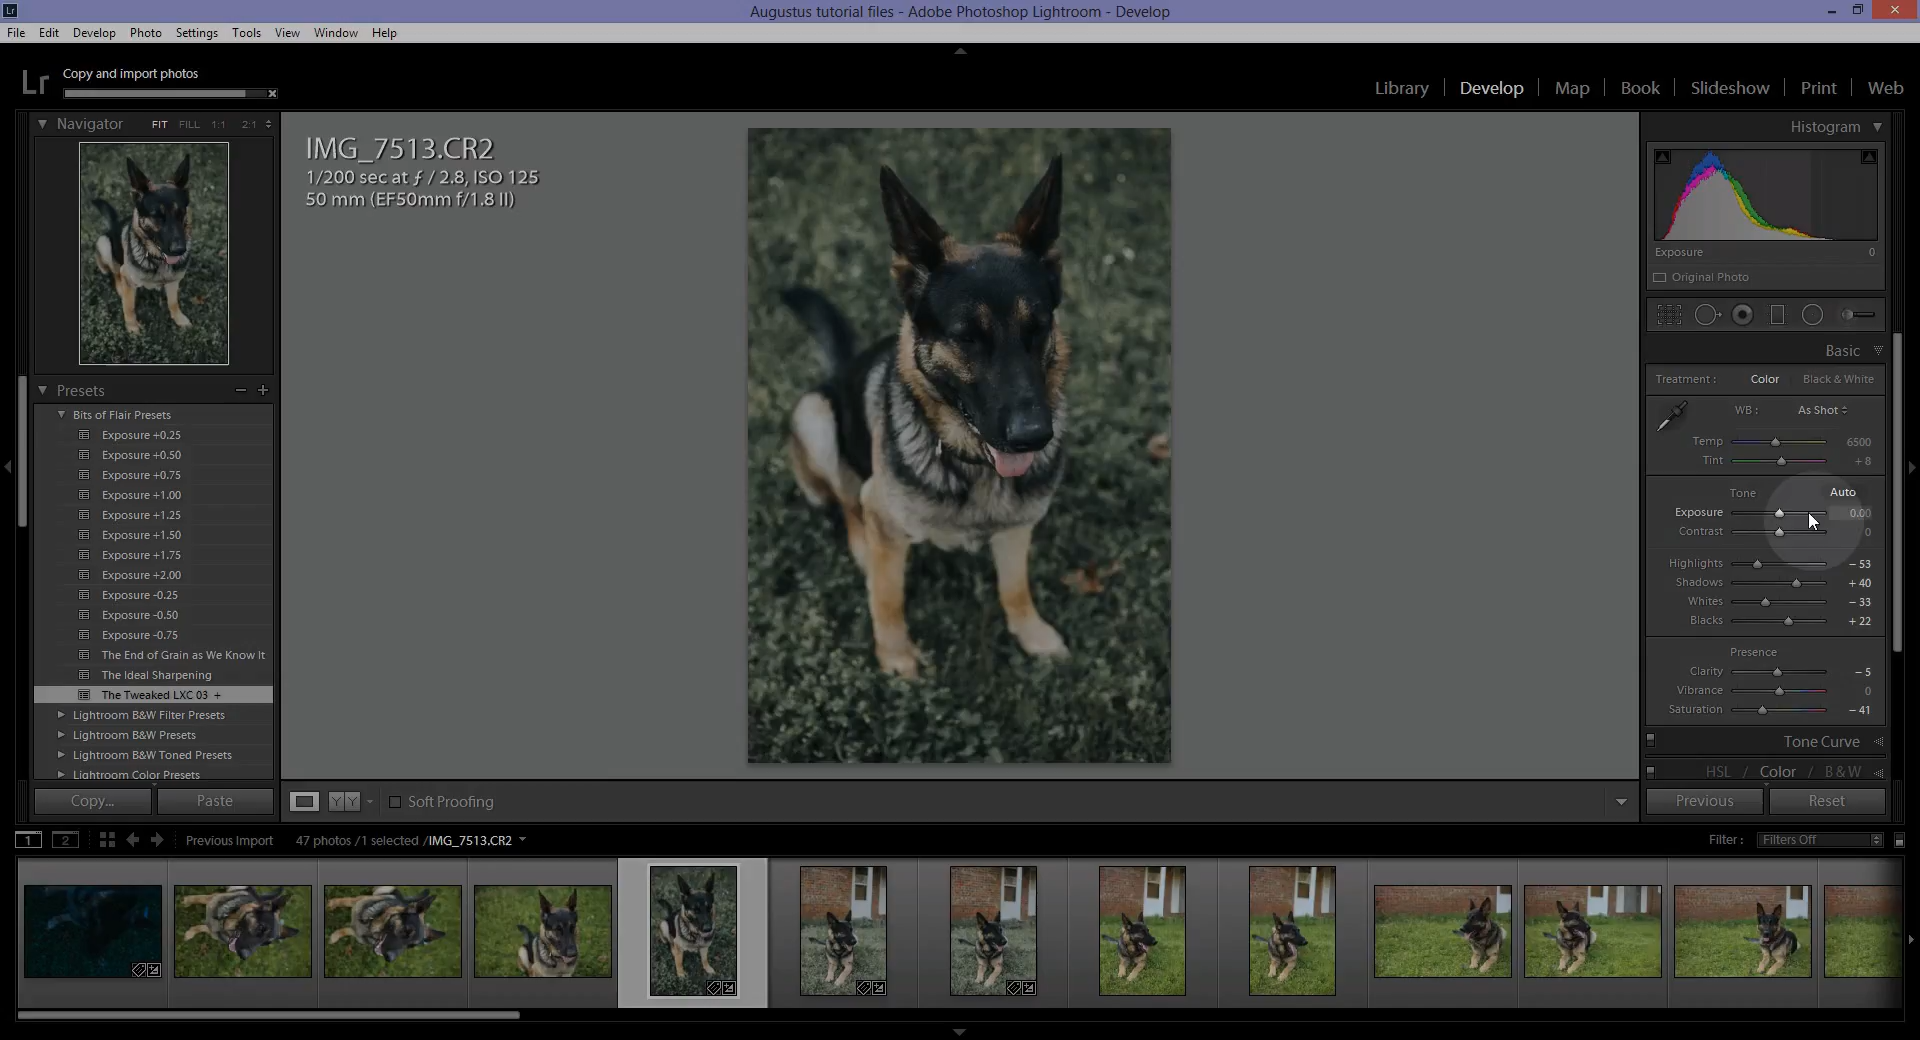 Lr Augustus tutorial files - Adobe Photoshop Lightroom - Develop
File Edit Develop Photo Settings Tools View Window Help
Lr Copy and import photos
Library Develop Map Book Slideshow Print Web
Navigator FIT FILL 1:1 2:1
IMG_7513.CR2
1/200 sec at ƒ / 2.8, ISO 125
50 mm (EF50mm f/1.8 II)
Presets
Bits of Flair Presets
Exposure +0.25
Exposure +0.50
Exposure +0.75
Exposure +1.00
Exposure +1.25
Exposure +1.50
Exposure +1.75
Exposure +2.00
Exposure -0.25
Exposure -0.50
Exposure -0.75
The End of Grain as We Know It
The Ideal Sharpening
The Tweaked LXC 03 +
Lightroom B&W Filter Presets
Lightroom B&W Presets
Lightroom B&W Toned Presets
Lightroom Color Presets
Copy... Paste
Histogram
Exposure 0
Original Photo
Basic
Treatment : Color Black & White
WB : As Shot
Temp 6500
Tint + 8
Tone Auto
Exposure 0.00
Contrast 0
Highlights – 53
Shadows + 40
Whites – 33
Blacks + 22
Presence
Clarity – 5
Vibrance 0
Saturation – 41
Tone Curve
HSL / Color / B & W
Previous Reset
Y Y Soft Proofing
1 2 Previous Import 47 photos / 1 selected / IMG_7513.CR2 Filter : Filters Off